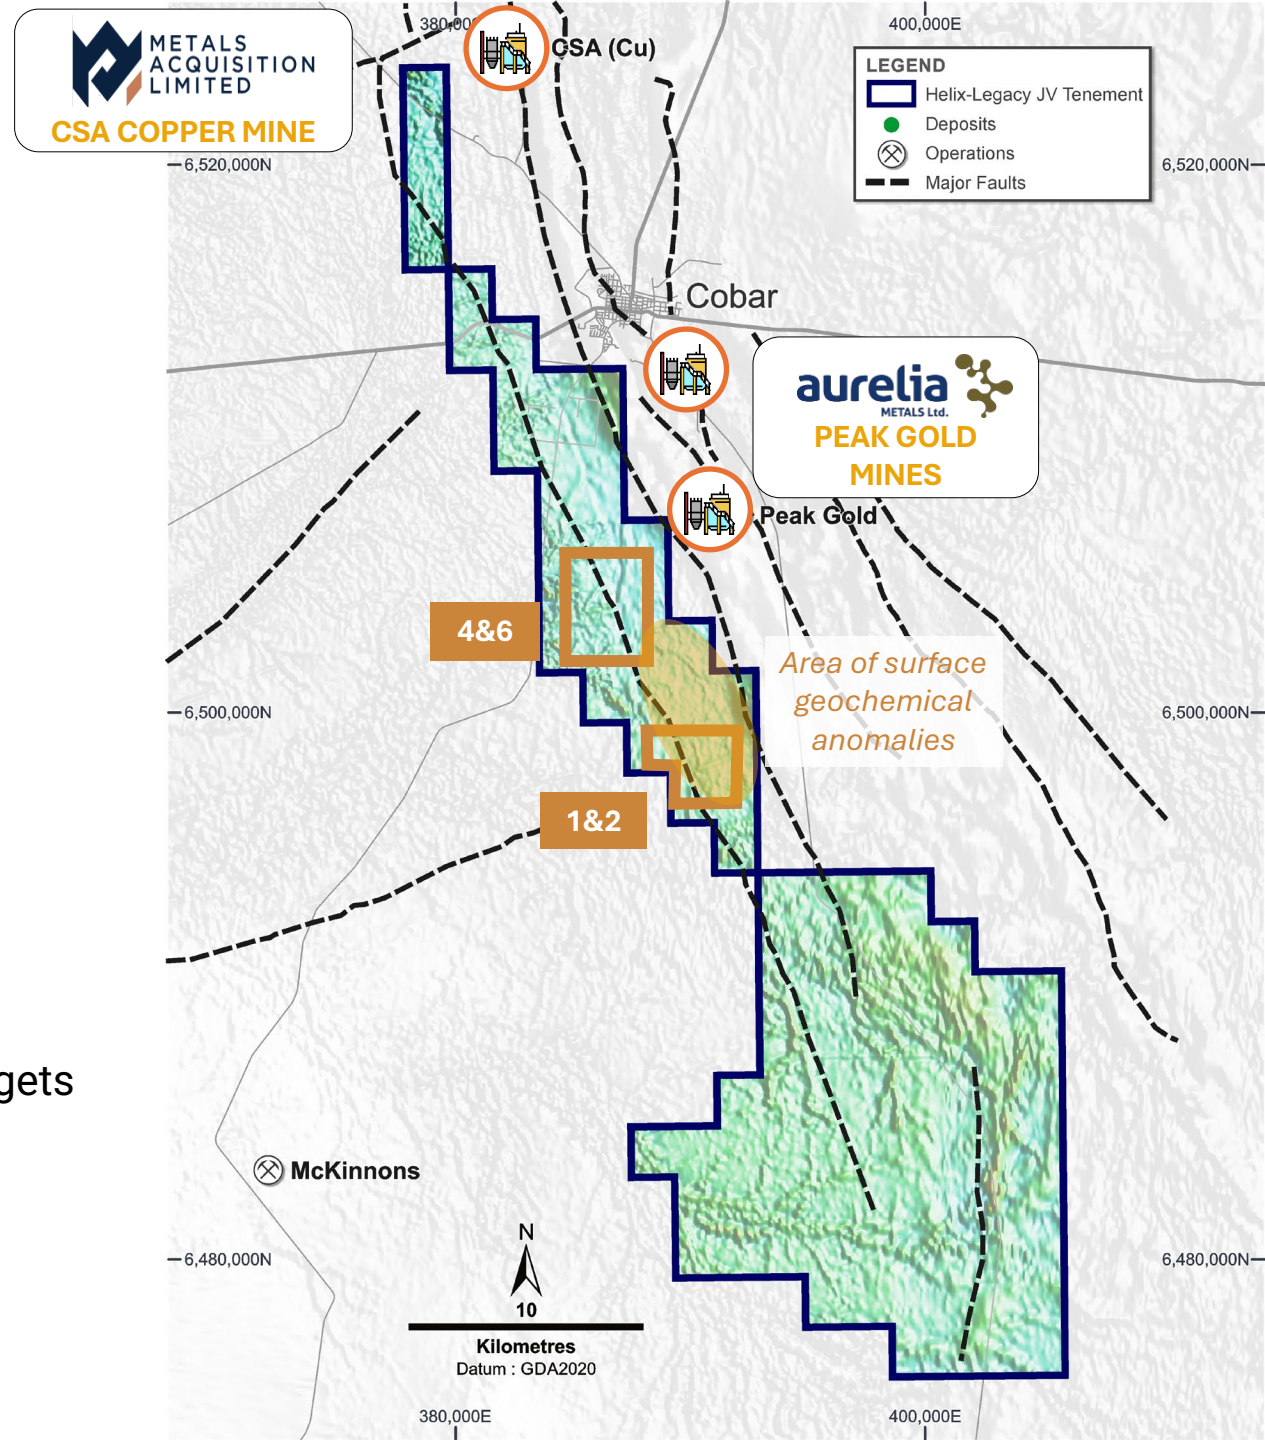 METALS
ACQUISITION
LIMITED
CSA COPPER MINE
380,000E
400,000E
CSA (Cu)
LEGEND
Helix-Legacy JV Tenement
Deposits
Operations
Major Faults
6,520,000N
6,520,000N
Cobar
aurelia
METALS Ltd.
PEAK GOLD
MINES
Peak Gold
4&6
Area of surface
geochemical
anomalies
6,500,000N
6,500,000N
1&2
gets
McKinnons
N
10
Kilometres
Datum : GDA2020
6,480,000N
6,480,000N
380,000E
400,000E